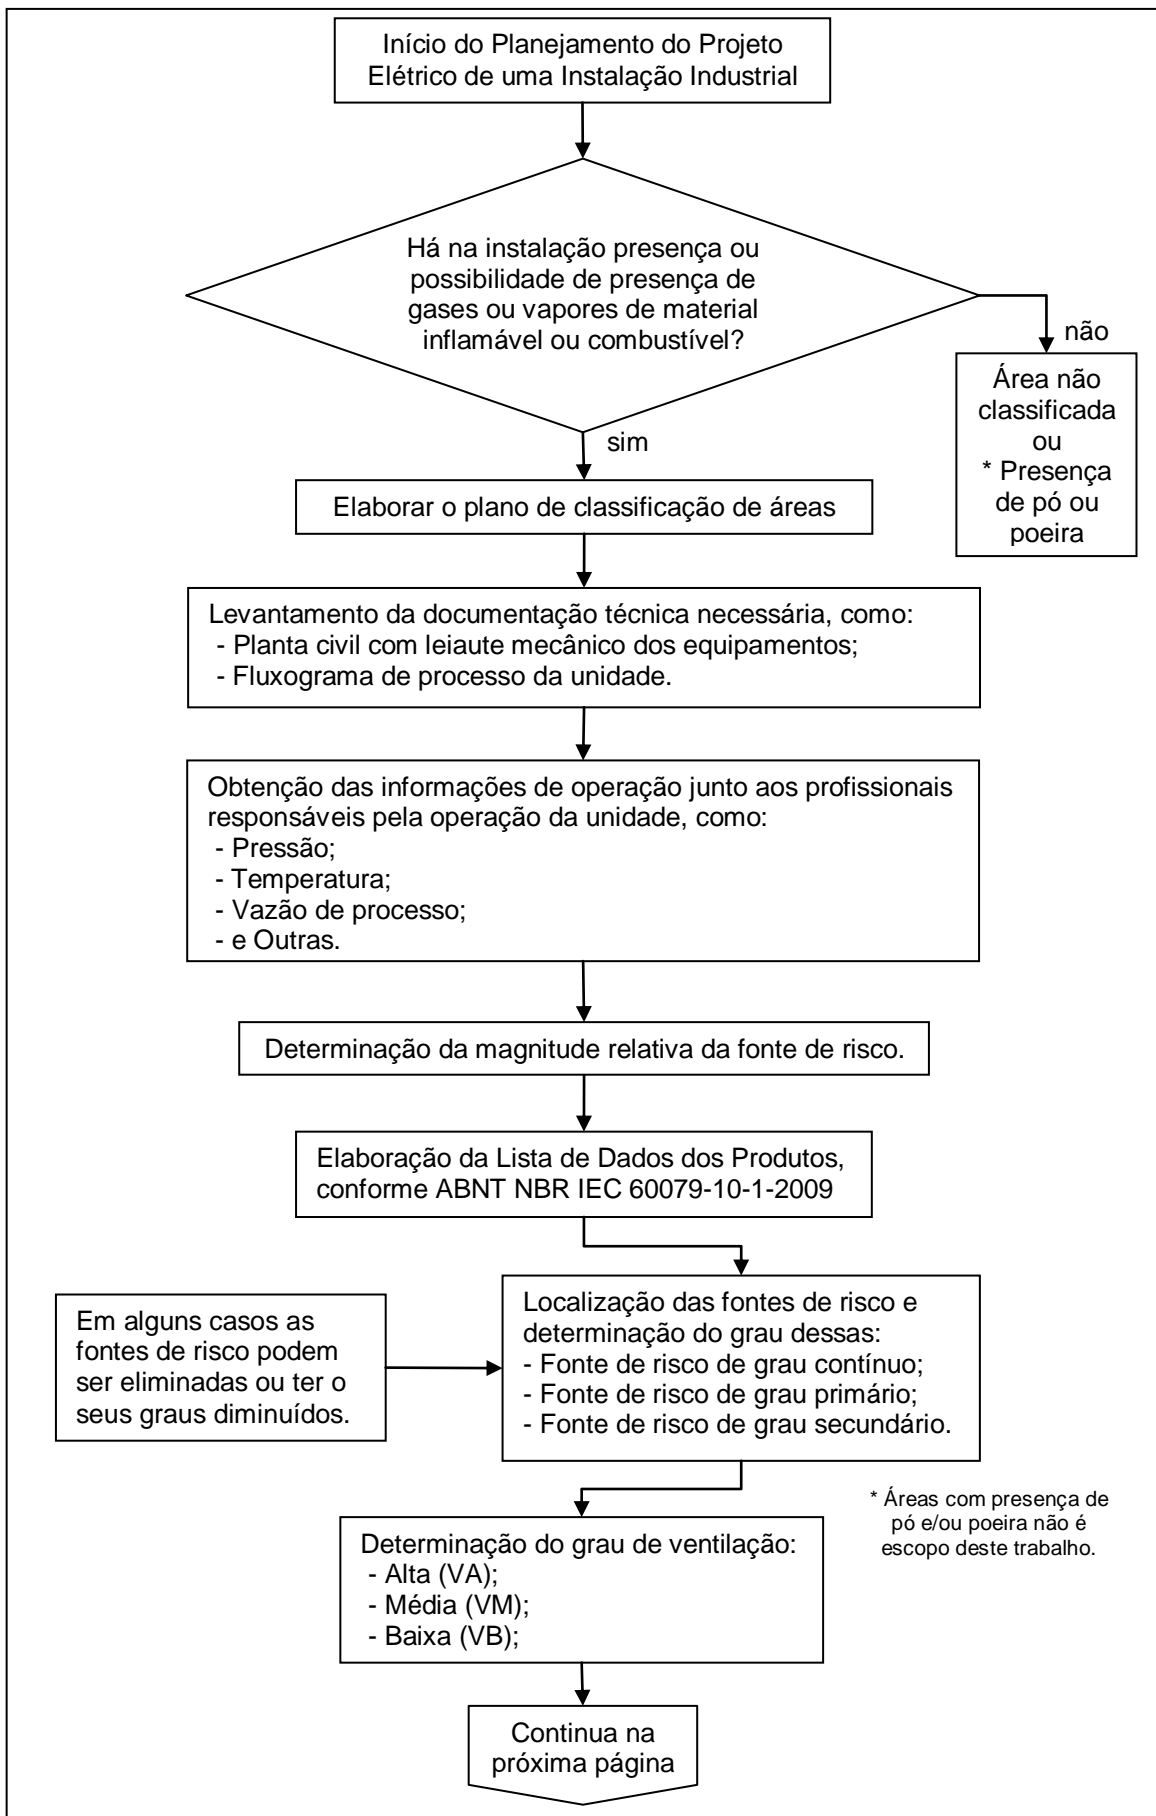 Início do Planejamento do Projeto
Elétrico de uma Instalação Industrial
Há na instalação presença ou
possibilidade de presença de
gases ou vapores de material
inflamável ou combustível?
não
Área não
classificada
ou
* Presença
de pó ou
poeira
sim
Elaborar o plano de classificação de áreas
Levantamento da documentação técnica necessária, como:
- Planta civil com leiaute mecânico dos equipamentos;
- Fluxograma de processo da unidade.
Obtenção das informações de operação junto aos profissionais
responsáveis pela operação da unidade, como:
- Pressão;
- Temperatura;
- Vazão de processo;
- e Outras.
Determinação da magnitude relativa da fonte de risco.
Elaboração da Lista de Dados dos Produtos,
conforme ABNT NBR IEC 60079-10-1-2009
Em alguns casos as
fontes de risco podem
ser eliminadas ou ter o
seus graus diminuídos.
Localização das fontes de risco e
determinação do grau dessas:
- Fonte de risco de grau contínuo;
- Fonte de risco de grau primário;
- Fonte de risco de grau secundário.
* Áreas com presença de
pó e/ou poeira não é
escopo deste trabalho.
Determinação do grau de ventilação:
- Alta (VA);
- Média (VM);
- Baixa (VB);
Continua na
próxima página